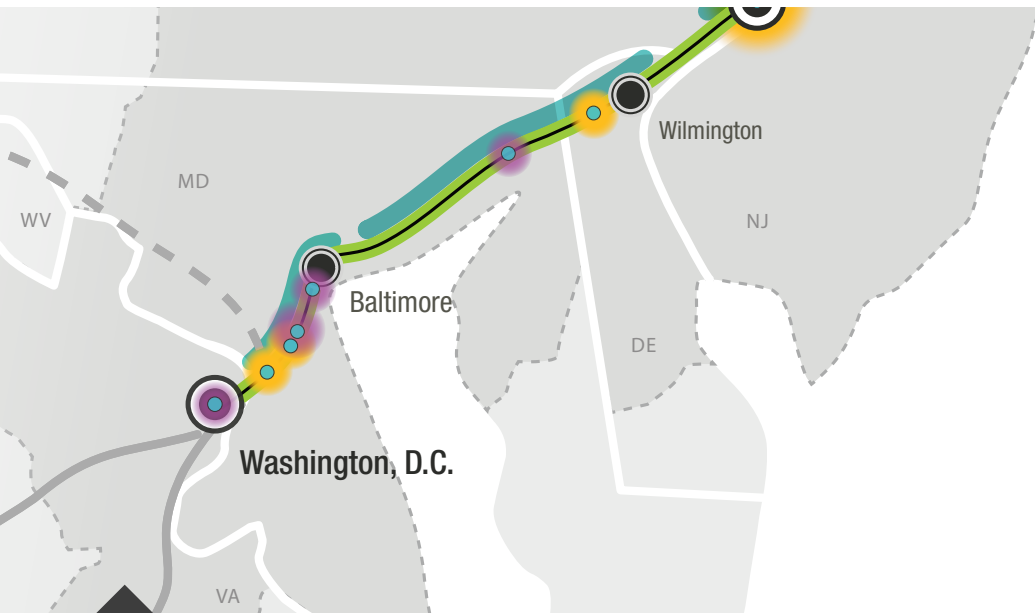 Wilmington
MD
WV
NJ
Baltimore
DE
Washington, D.C.
VA